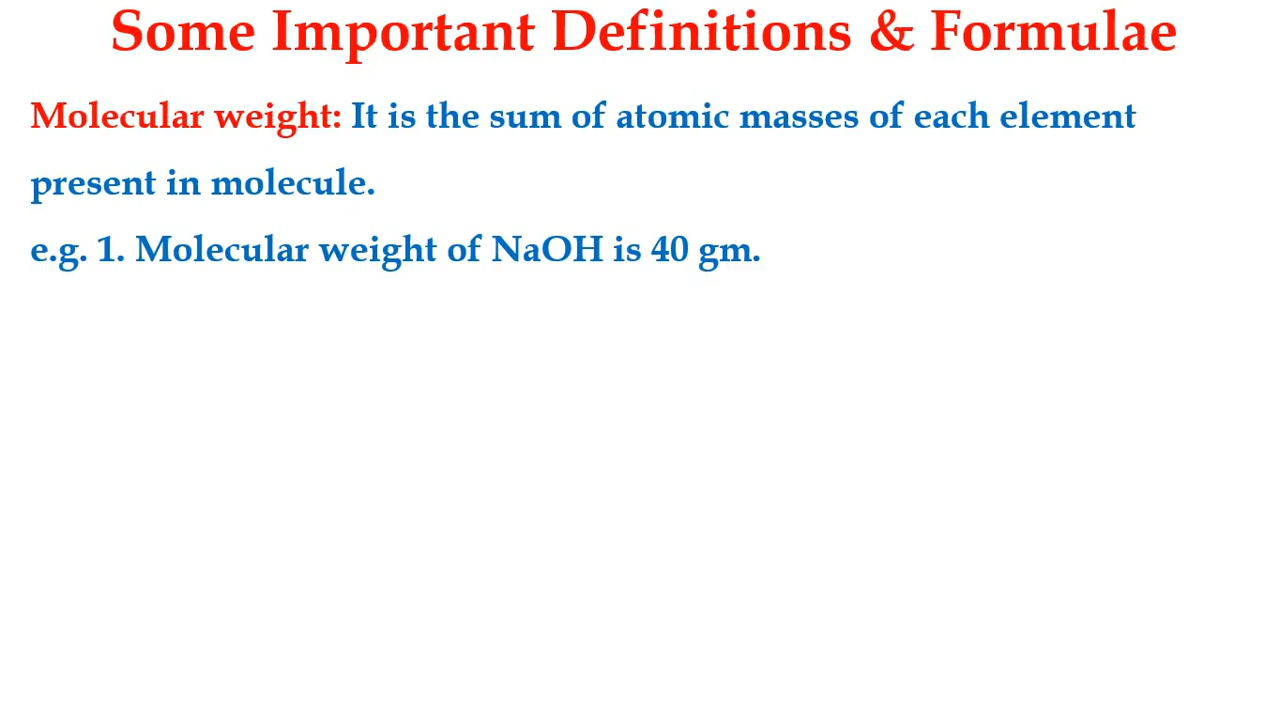 Some Important Definitions & Formulae
Molecular weight: It is the sum of atomic masses of each element
present in molecule.
e.g. 1. Molecular weight of NaOH is 40 gm.